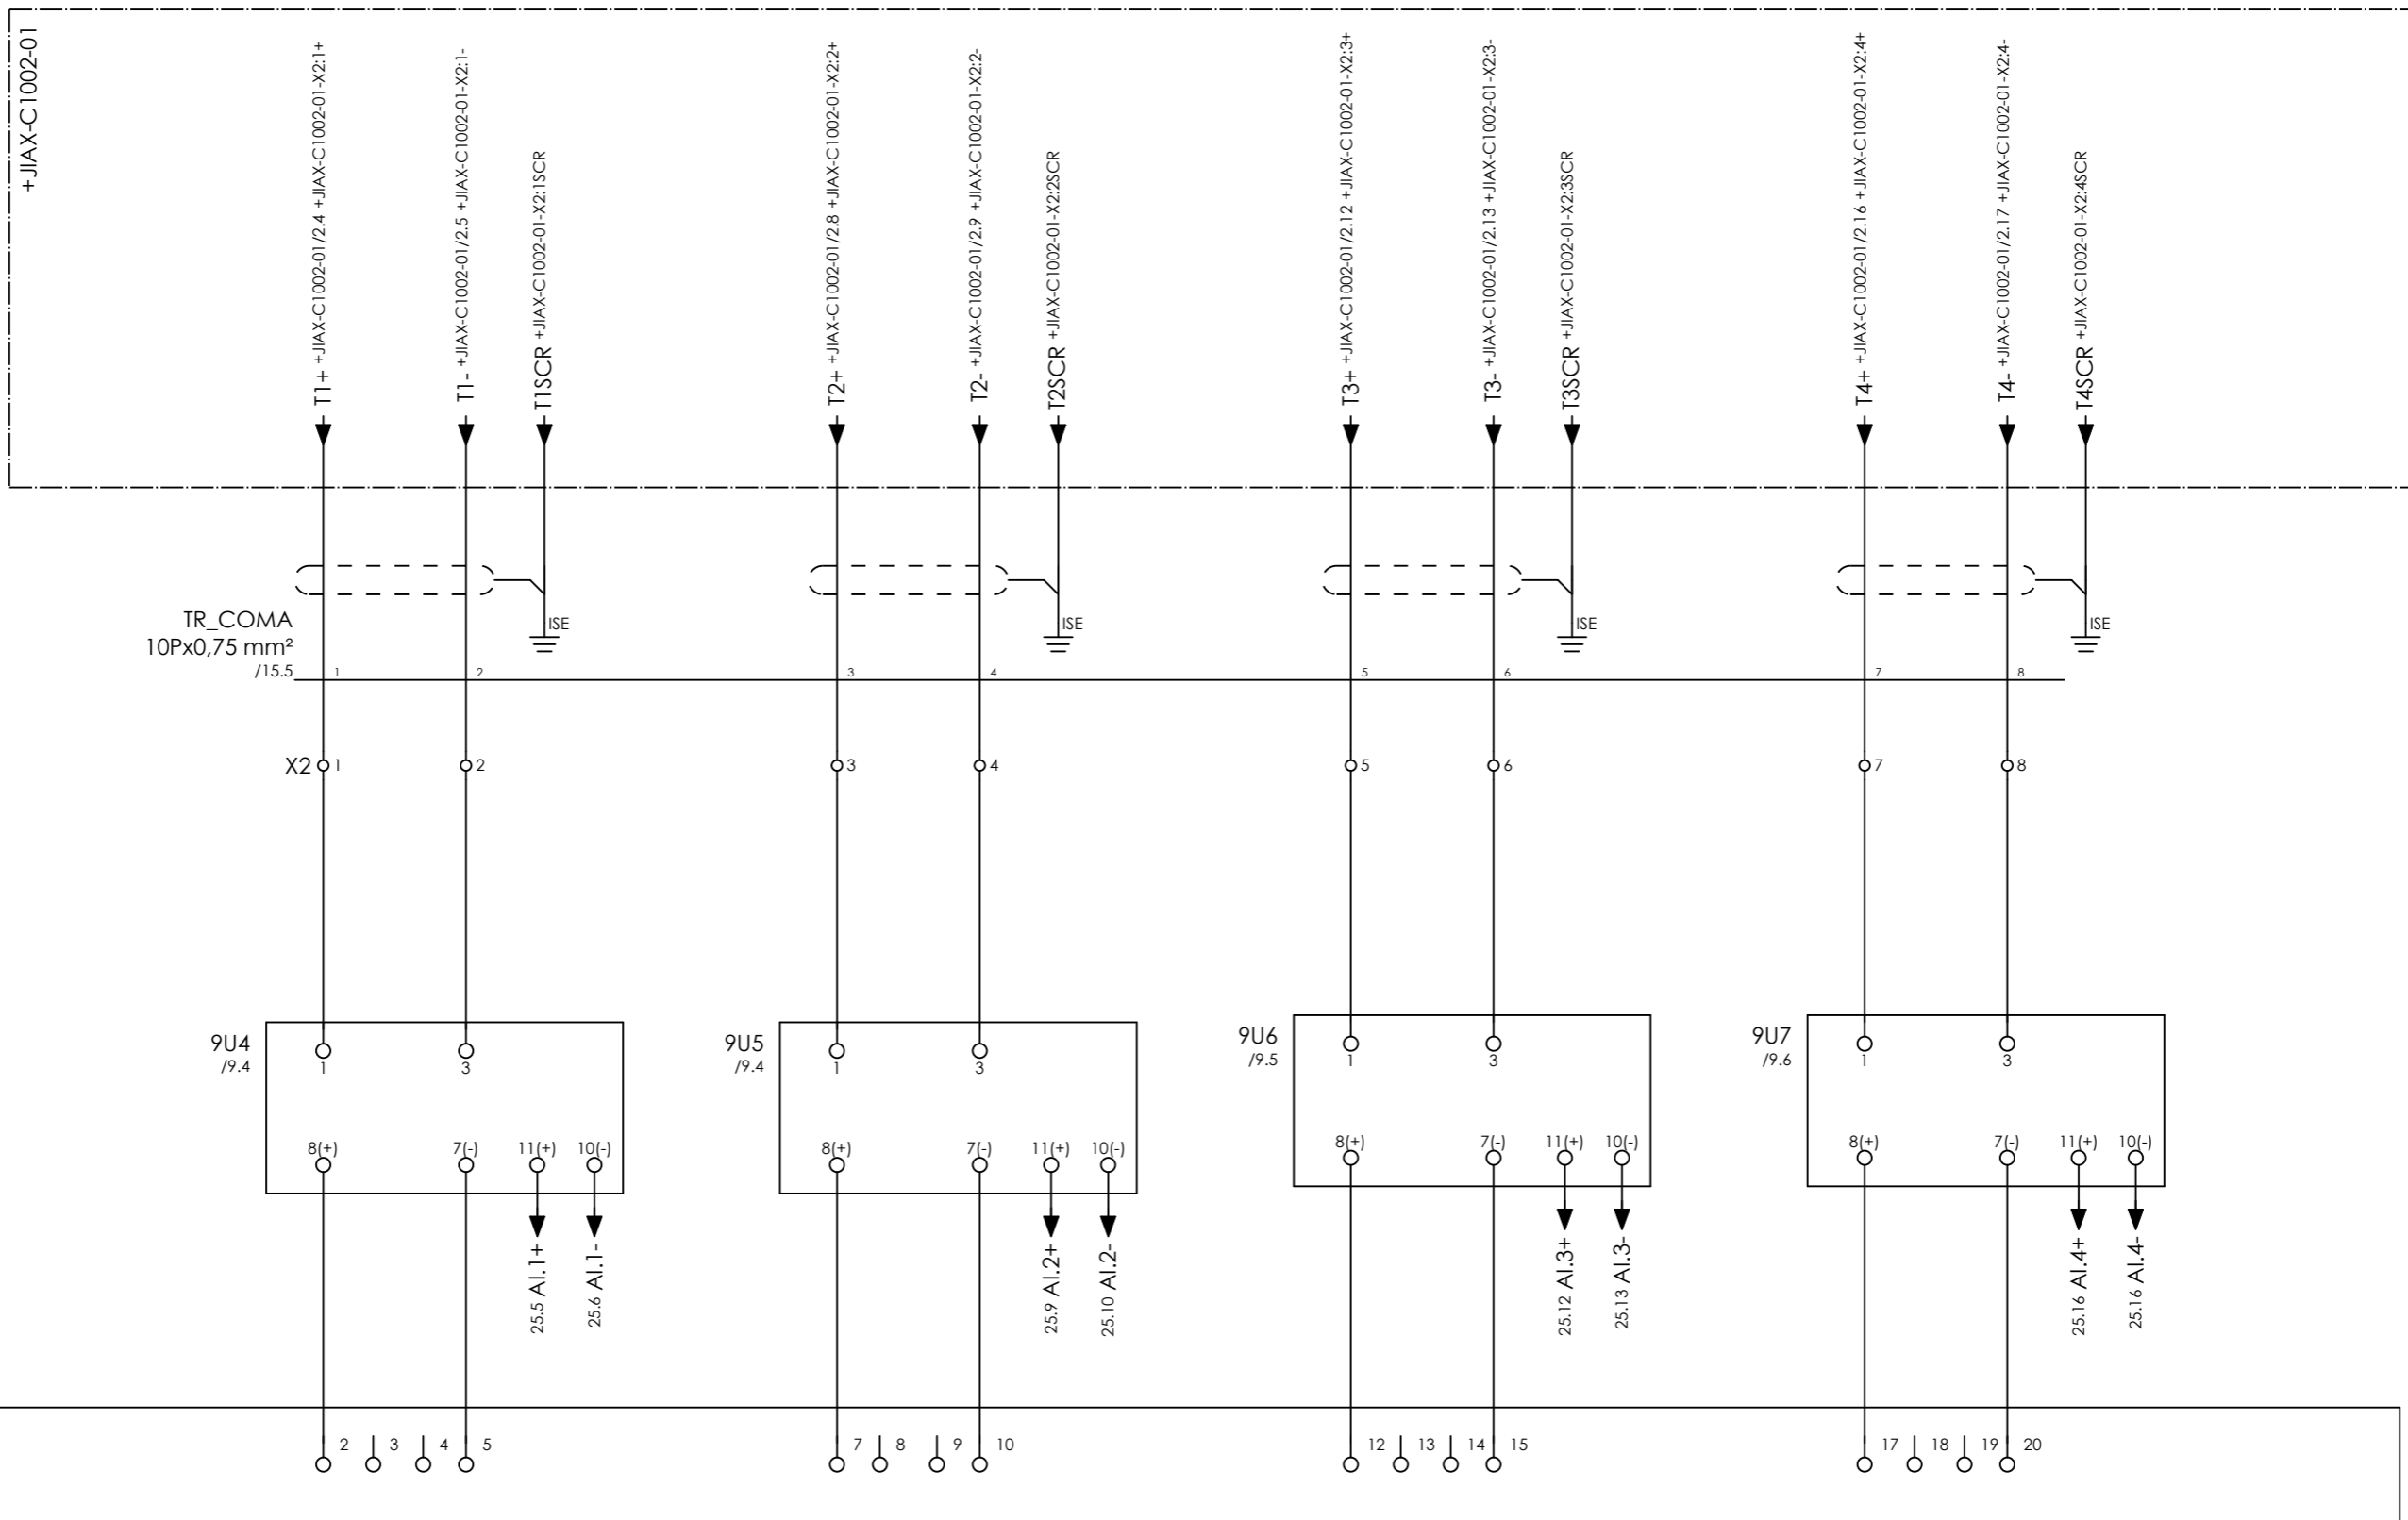 +JIAX-C1002-01
T1+ +JIAX-C1002-01/2.4 +JIAX-C1002-01-X2:1+
T1- +JIAX-C1002-01/2.5 +JIAX-C1002-01-X2:1-
T1SCR +JIAX-C1002-01-X2:1SCR
T2+ +JIAX-C1002-01/2.8 +JIAX-C1002-01-X2:2+
T2- +JIAX-C1002-01/2.9 +JIAX-C1002-01-X2:2-
T2SCR +JIAX-C1002-01-X2:2SCR
T3+ +JIAX-C1002-01/2.12 +JIAX-C1002-01-X2:3+
T3- +JIAX-C1002-01/2.13 +JIAX-C1002-01-X2:3-
T3SCR +JIAX-C1002-01-X2:3SCR
T4+ +JIAX-C1002-01/2.16 +JIAX-C1002-01-X2:4+
T4- +JIAX-C1002-01/2.17 +JIAX-C1002-01-X2:4-
T4SCR +JIAX-C1002-01-X2:4SCR
ISE ISE ISE ISE
TR_COMA
10Px0,75 mm²
/15.5 1 2 3 4 5 6 7 8
X2 1 2 3 4 5 6 7 8
9U4
/9.4
1 3
8(+) 7(-) 11(+) 10(-)
25.5 AI.1+
25.6 AI.1-
9U5
/9.4
1 3
8(+) 7(-) 11(+) 10(-)
25.9 AI.2+
25.10 AI.2-
9U6
/9.5
1 3
8(+) 7(-) 11(+) 10(-)
25.12 AI.3+
25.13 AI.3-
9U7
/9.6
1 3
8(+) 7(-) 11(+) 10(-)
25.16 AI.4+
25.16 AI.4-
2 3 4 5 7 8 9 10 12 13 14 15 17 18 19 20